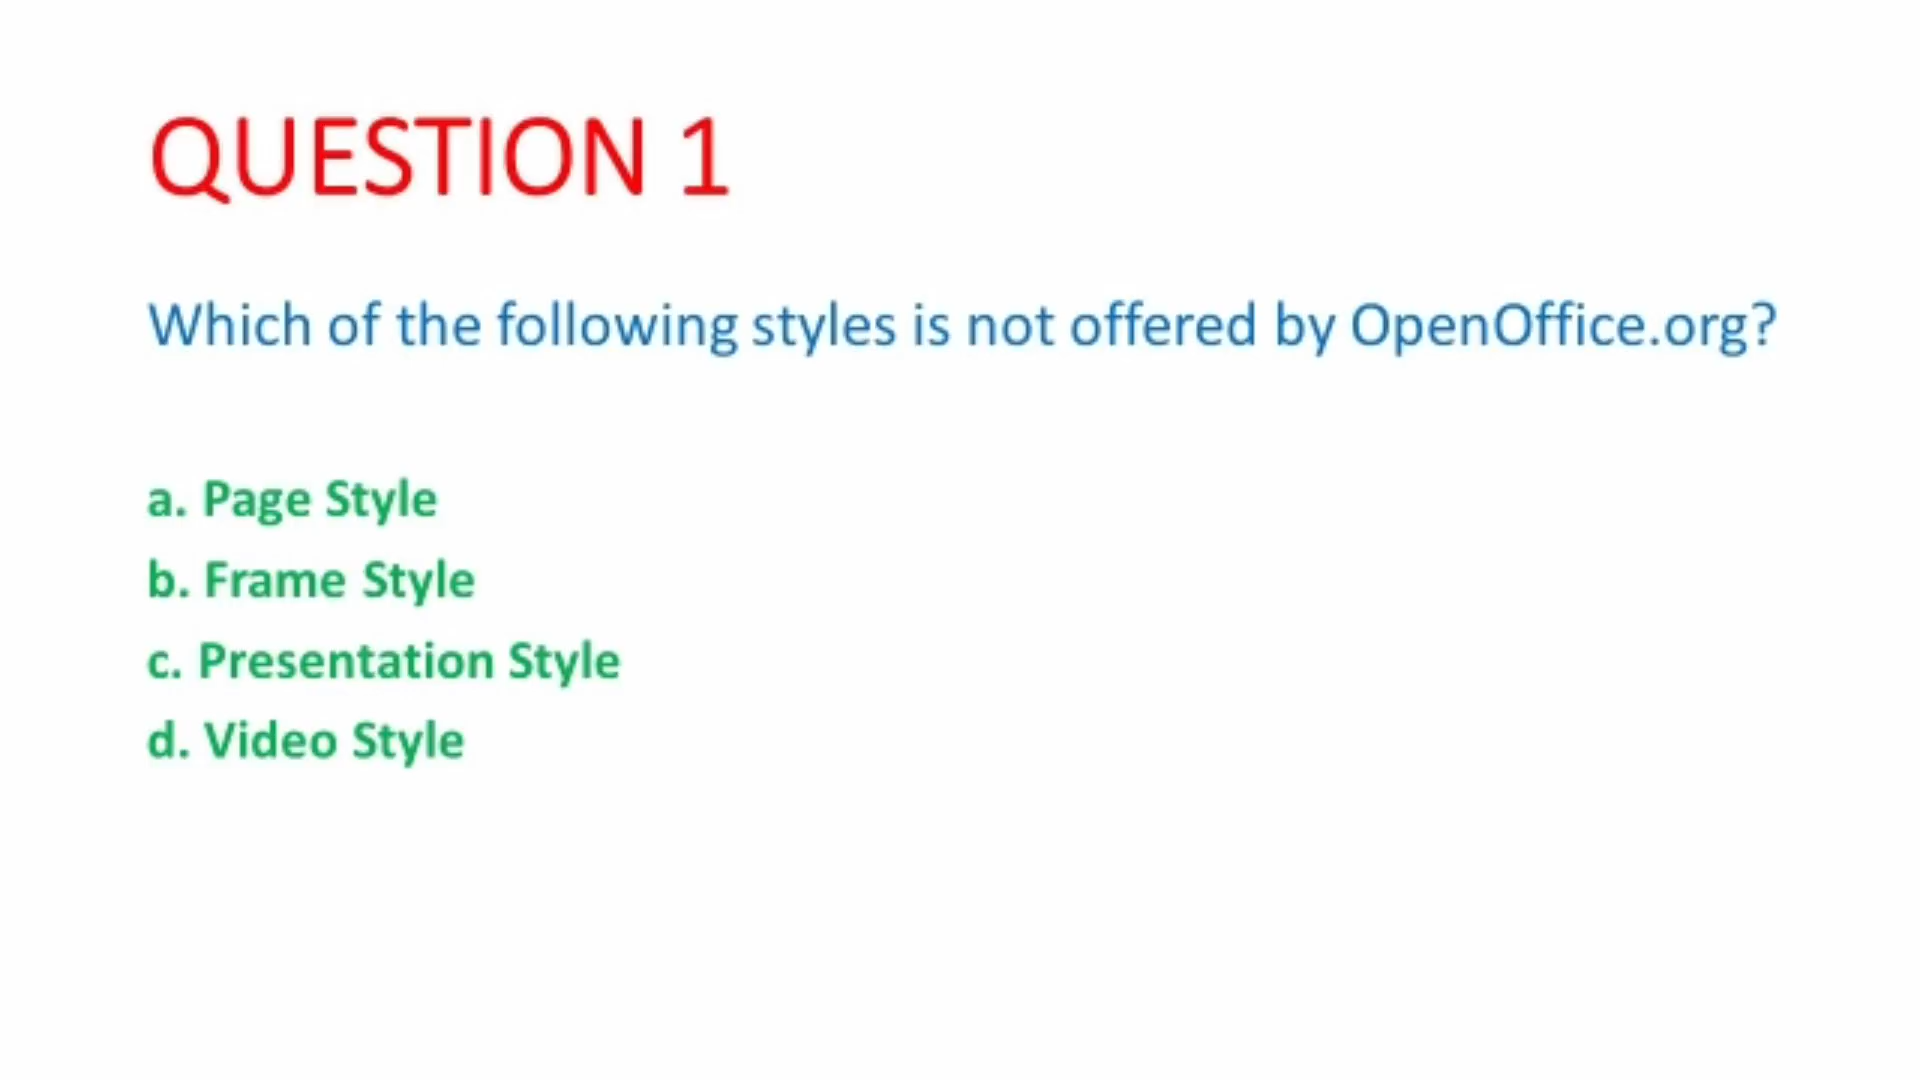 QUESTION 1
Which of the following styles is not offered by OpenOffice.org?
a. Page Style
b. Frame Style
c. Presentation Style
d. Video Style